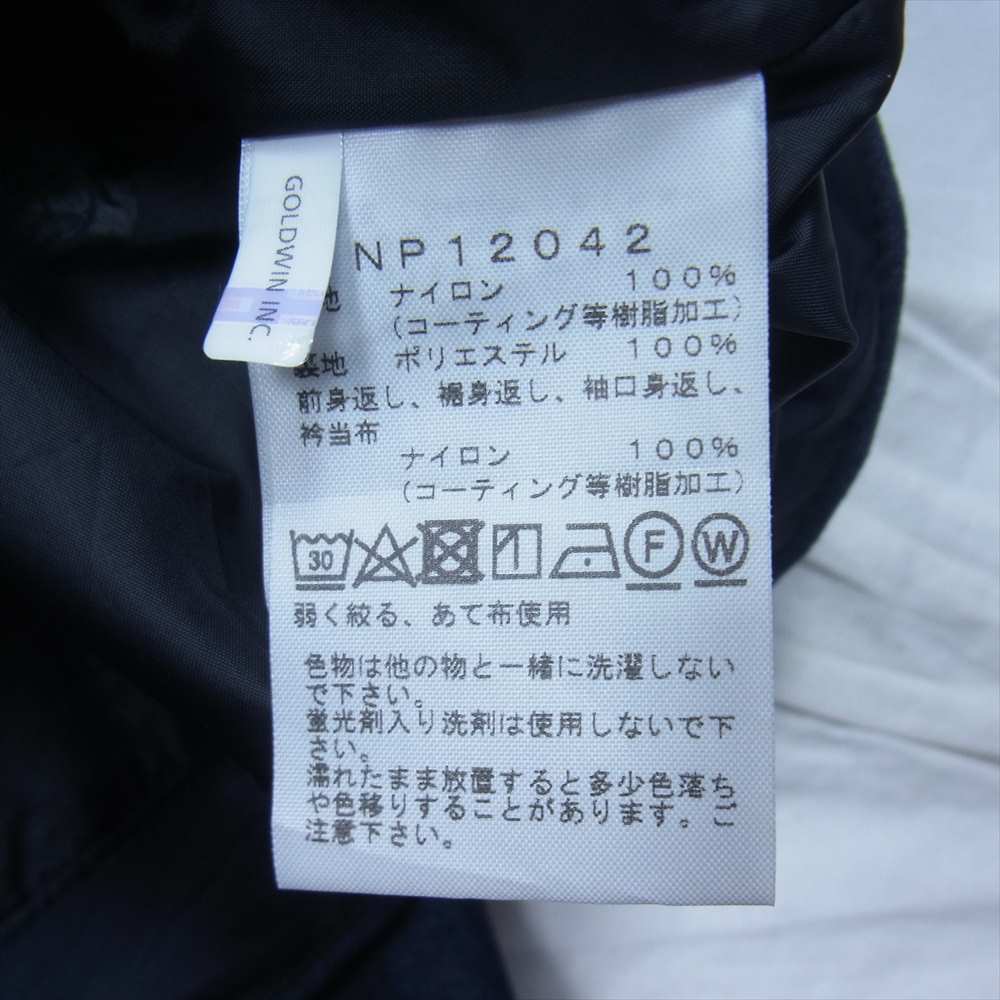 GOLDWIN INC.
NP12042
地 ナイロン 100%
(コーティング等樹脂加工)
裏地 ポリエステル 100%
前身返し、裾身返し、袖口身返し、
衿当布
ナイロン 100%
(コーティング等樹脂加工)
30 F W
弱く絞る、あて布使用
色物は他の物と一緒に洗濯しない
で下さい。
蛍光剤入り洗剤は使用しないで下
さい。
濡れたまま放置すると多少色落ち
や色移りすることがあります。ご
注意下さい。